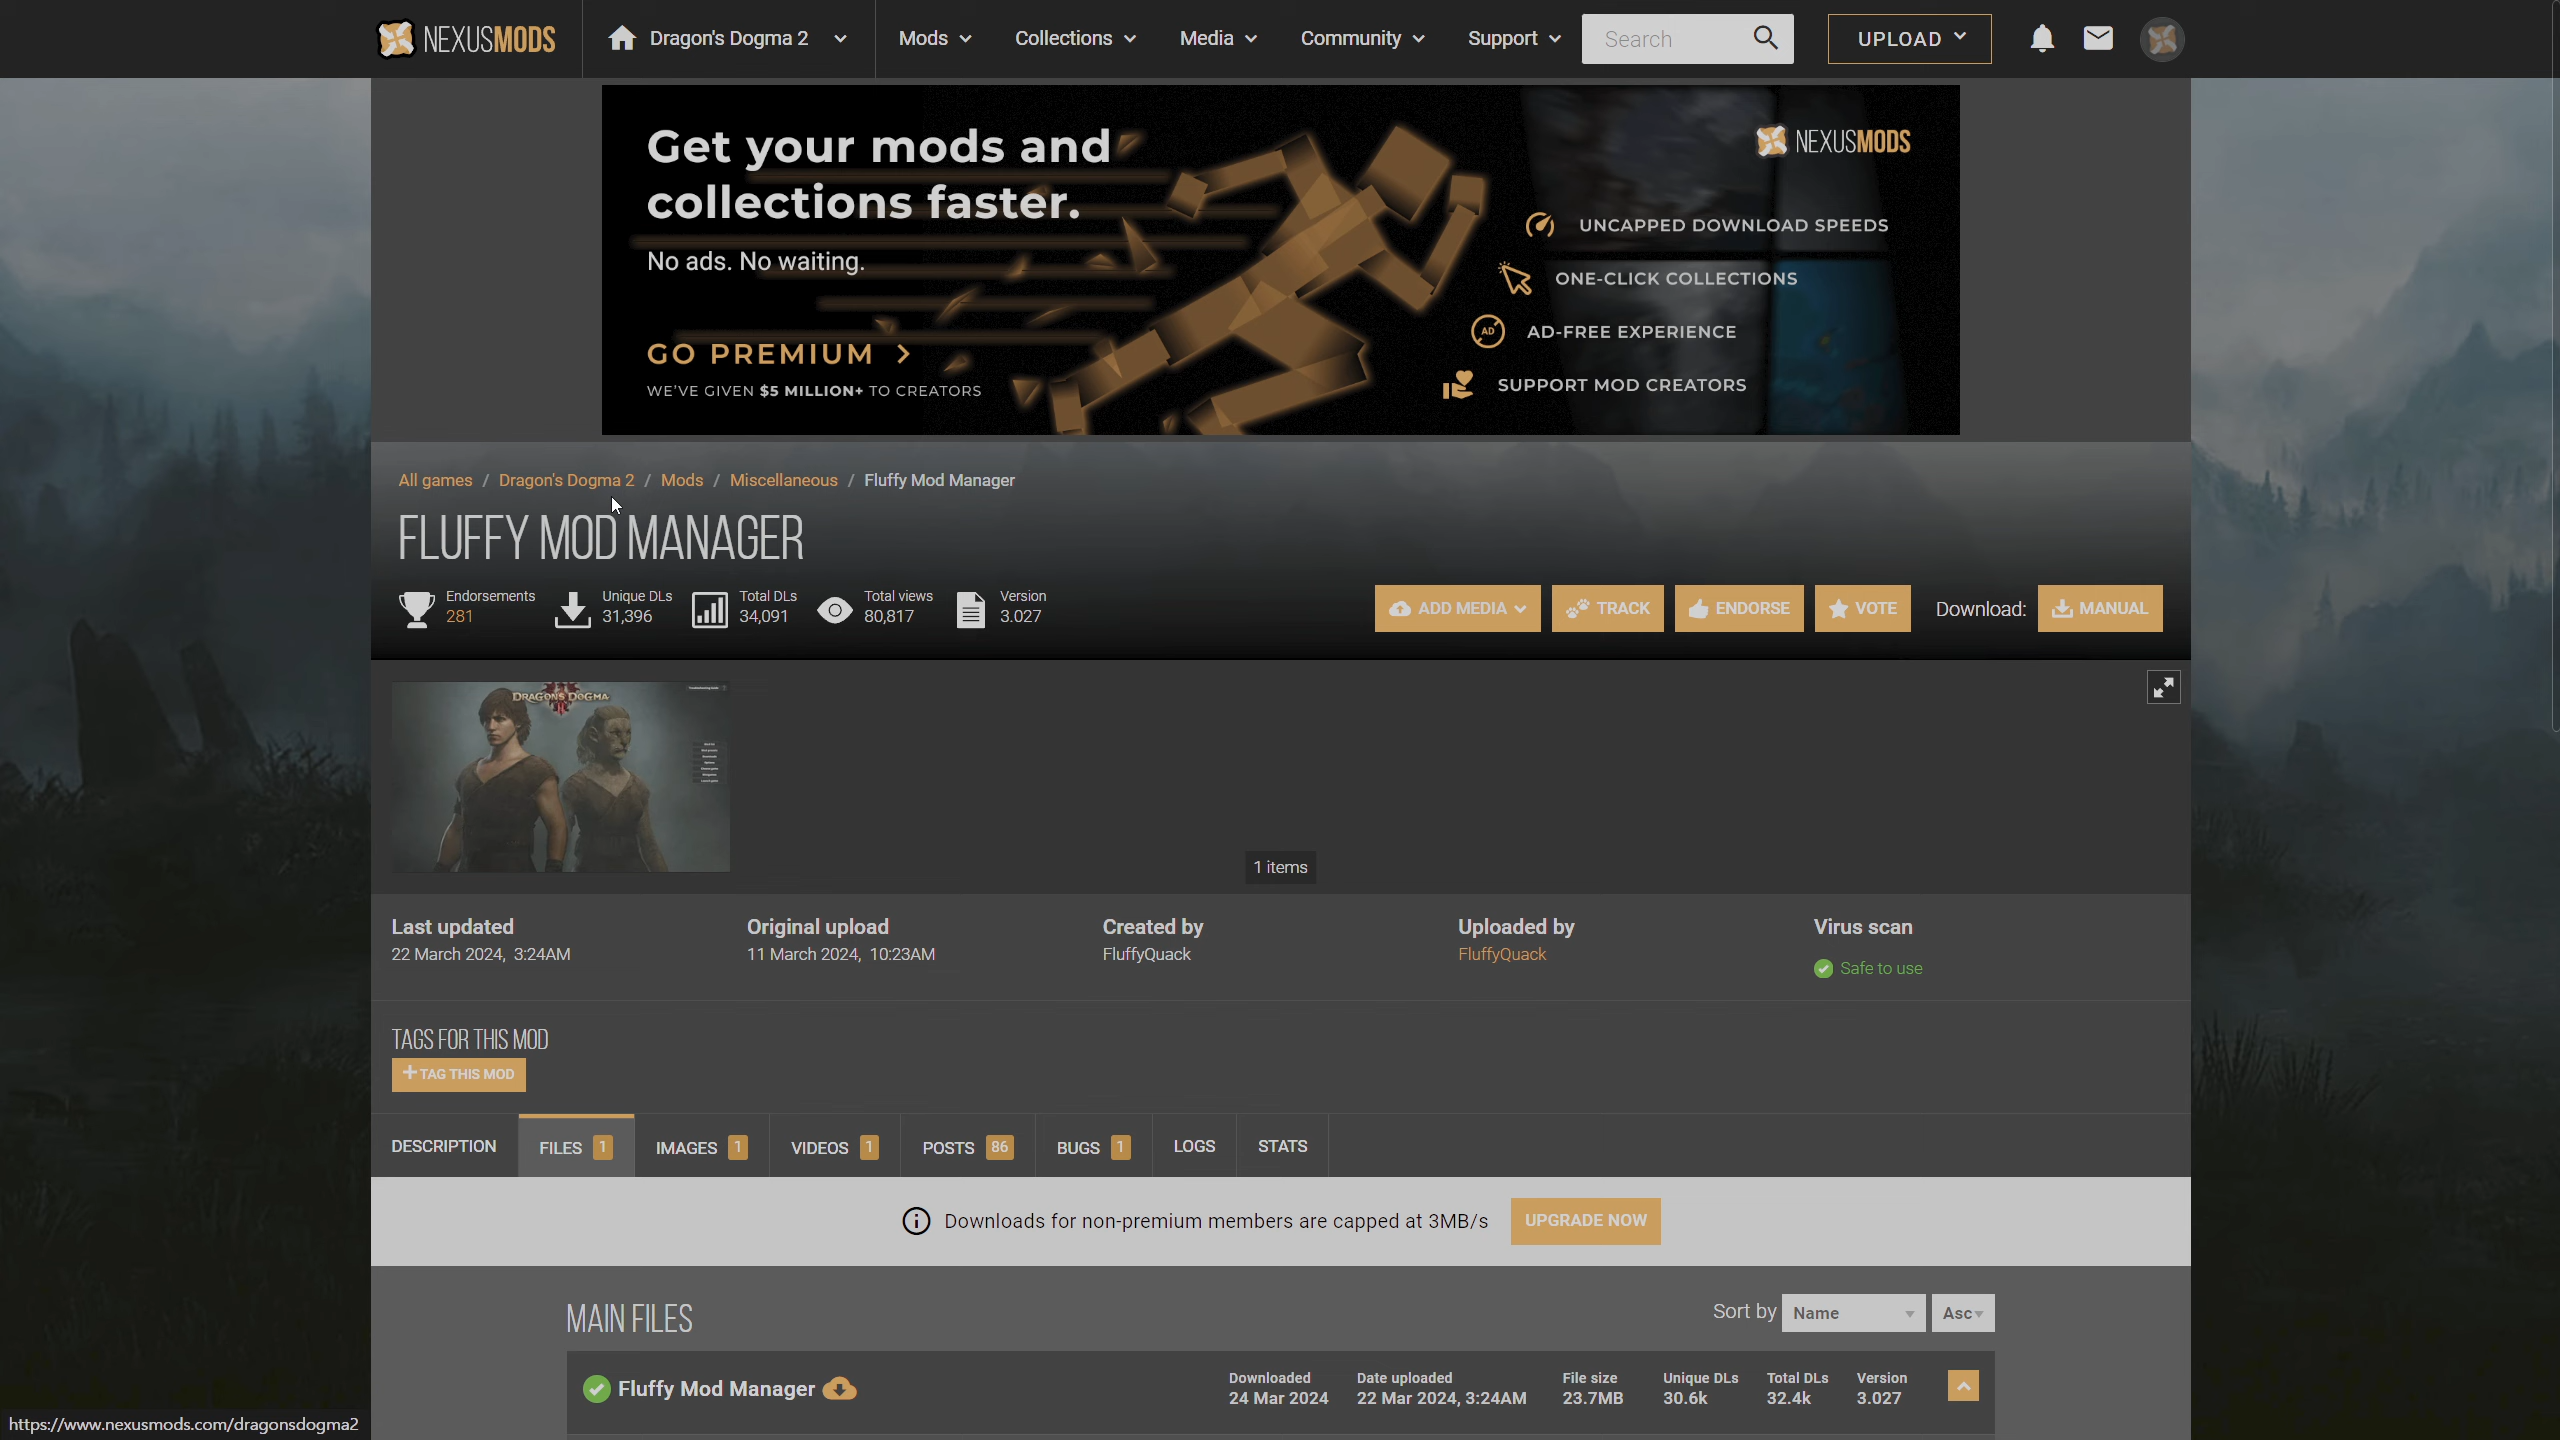 NEXUSMODS
Dragon's Dogma 2
Mods
Collections
Media
Community
Support
Search
UPLOAD
Get your mods and
collections faster.
No ads. No waiting.
GO PREMIUM >
WE'VE GIVEN $5 MILLION+ TO CREATORS
NEXUSMODS
UNCAPPED DOWNLOAD SPEEDS
ONE-CLICK COLLECTIONS
AD
AD-FREE EXPERIENCE
SUPPORT MOD CREATORS
All games / Dragon's Dogma 2 / Mods / Miscellaneous / Fluffy Mod Manager
FLUFFY MOD MANAGER
Endorsements
281
Unique DLs
31,396
Total DLs
34,091
Total views
80,817
Version
3.027
ADD MEDIA
TRACK
ENDORSE
VOTE
Download:
MANUAL
DRAGON'S DOGMA
1 items
Last updated
22 March 2024, 3:24AM
Original upload
11 March 2024, 10:23AM
Created by
FluffyQuack
Uploaded by
FluffyQuack
Virus scan
Safe to use
TAGS FOR THIS MOD
+ TAG THIS MOD
DESCRIPTION
FILES 1
IMAGES 1
VIDEOS 1
POSTS 86
BUGS 1
LOGS
STATS
Downloads for non-premium members are capped at 3MB/s
UPGRADE NOW
MAIN FILES
Sort by
Name
Asc
Fluffy Mod Manager
Downloaded
24 Mar 2024
Date uploaded
22 Mar 2024, 3:24AM
File size
23.7MB
Unique DLs
30.6k
Total DLs
32.4k
Version
3.027
https://www.nexusmods.com/dragonsdogma2